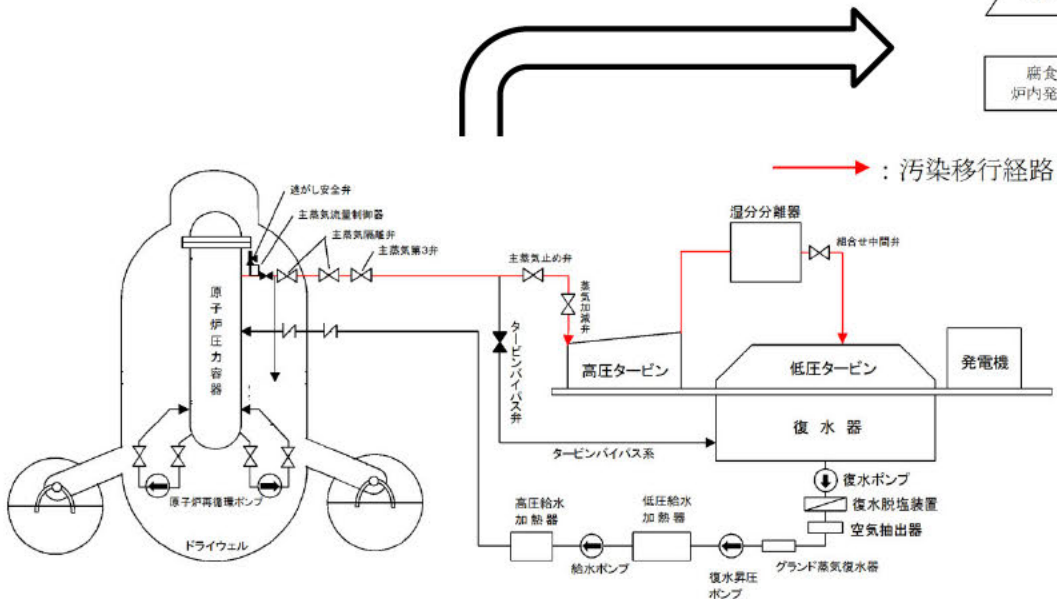 腐食
炉内発
：汚染移行経路
逃がし安全弁
主蒸気流量制御器
主蒸気隔離弁
主蒸気第3弁
主蒸気止め弁
蒸気加減弁
湿分分離器
組合せ中間弁
原子炉圧力容器
タービンバイパス弁
高圧タービン
低圧タービン
発電機
復水器
タービンバイパス系
原子炉再循環ポンプ
ドライウェル
復水ポンプ
復水脱塩装置
空気抽出器
グランド蒸気復水器
復水昇圧
ポンプ
低圧給水
加熱器
給水ポンプ
高圧給水
加熱器